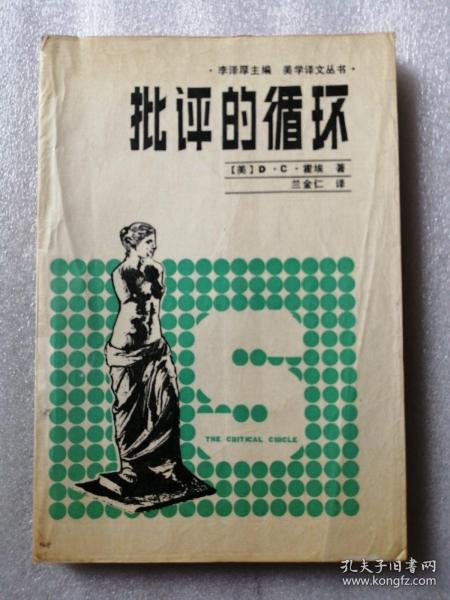 ·李泽厚主编 美学译文丛书·
批评的循环
〔美〕D·C·霍埃 著
兰金仁 译
THE CRITICAL CIRCLE
孔夫子旧书网
www.kongfz.com